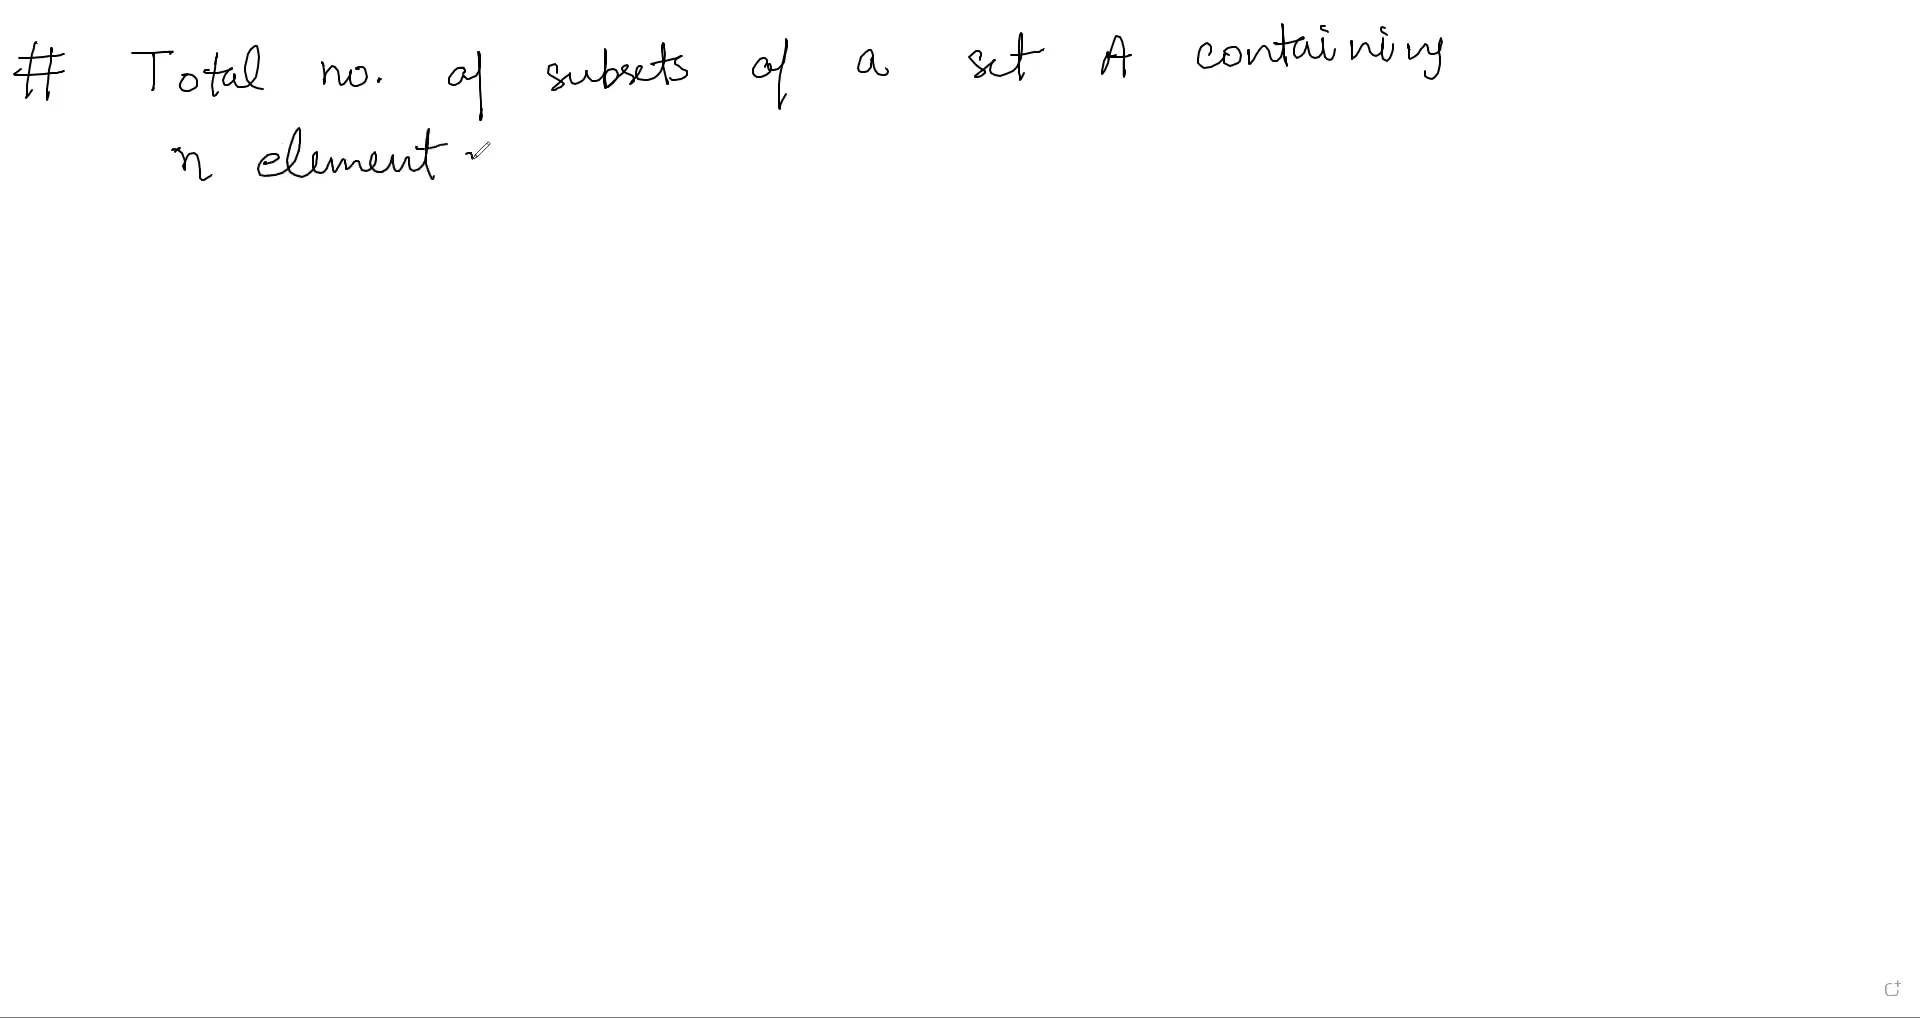 # Total no. of subsets of a set A containing
n element